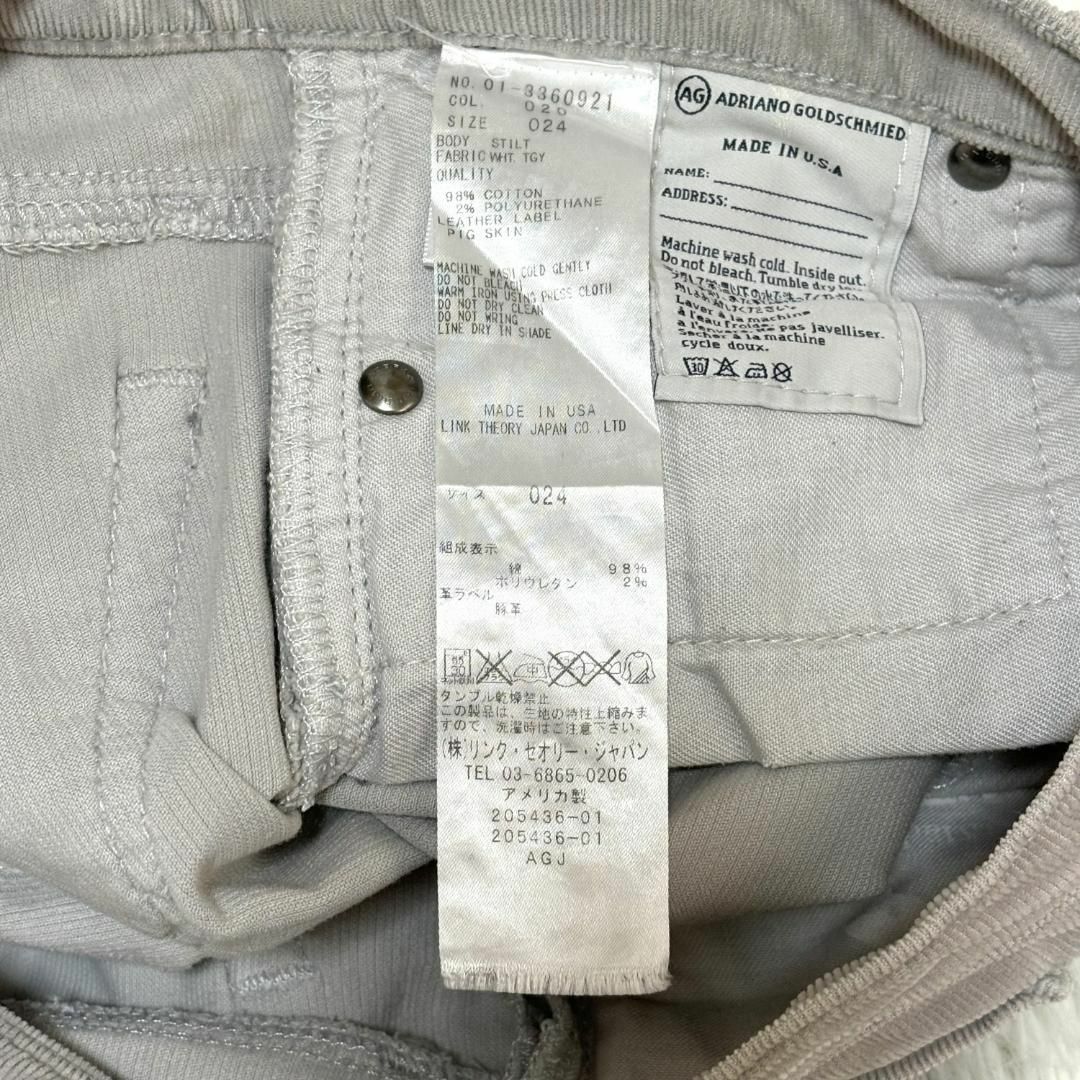 NO. 01-3360921
COL. 020
SIZE 024
BODY STILT
FABRIC WHT. TGY
QUALITY
98% COTTON
2% POLYURETHANE
LEATHER LABEL
PIG SKIN
MACHINE WASH COLD GENTLY
DO NOT BLEACH
WARM IRON USING PRESS CLOTH
DO NOT DRY CLEAN
DO NOT WRING
LINE DRY IN SHADE
MADE IN USA
LINK THEORY JAPAN CO.,LTD
サイズ 024
組成表示
綿 98%
ポリウレタン 2%
革ラベル
豚革
30 中
タンブル乾燥禁止
この製品は、生地の特性上縮みま
すので、洗濯時はご注意下さい。
(株)リンク・セオリー・ジャパン
TEL 03-6865-0206
アメリカ製
205436-01
205436-01
AGJ
AG ADRIANO GOLDSCHMIED
MADE IN U.S.A
NAME:
ADDRESS:
Machine wash cold. Inside out.
Do not bleach. Tumble dry
Laver à la machine
à l'eau froide. pas javelliser.
Sécher à la machine
cycle doux.
30